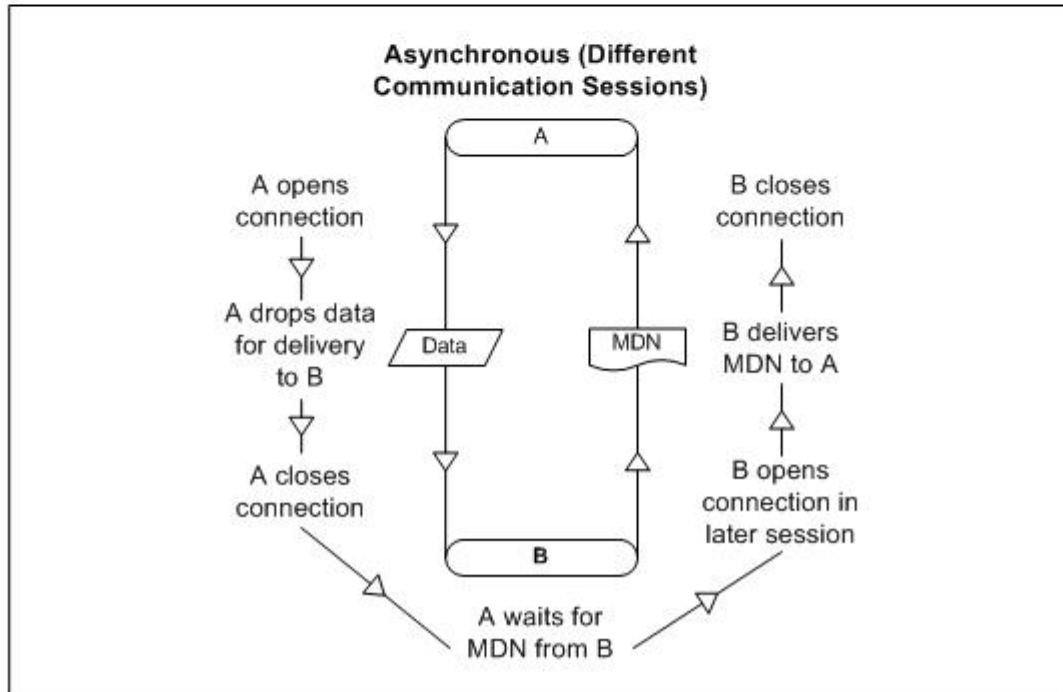 Asynchronous (Different
Communication Sessions)
A
A opens
connection
A drops data
for delivery
to B
A closes
connection
Data
MDN
B
A waits for
MDN from B
B opens
connection in
later session
B delivers
MDN to A
B closes
connection